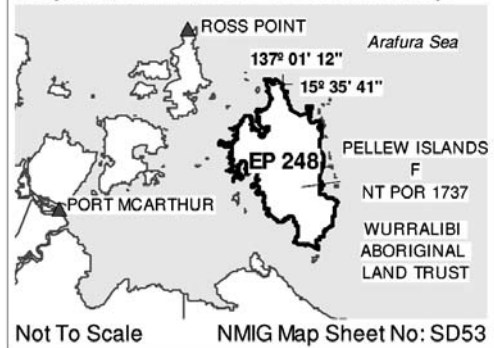 ROSS POINT
Arafura Sea
137º 01' 12"
15º 35' 41"
EP 248
PELLEW ISLANDS
F
NT POR 1737
PORT MCARTHUR
WURRALIBI
ABORIGINAL
LAND TRUST
Not To Scale
NMIG Map Sheet No: SD53